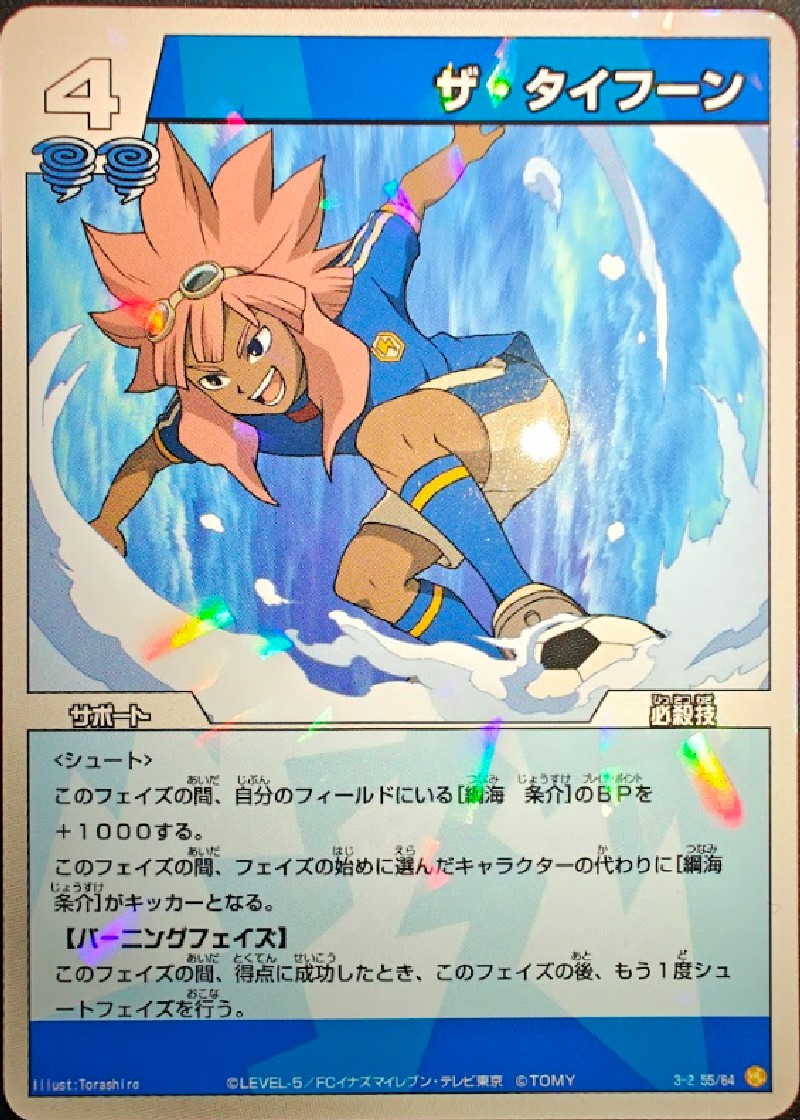 4
ザ・タイフーン
サポート
必殺技
<シュート>
このフェイズの間、自分のフィールドにいる[綱海 条介]のBPを
+1000する。
このフェイズの間、フェイズの始めに選んだキャラクターの代わりに[綱海
条介]がキッカーとなる。
【バーニングフェイズ】
このフェイズの間、得点に成功したとき、このフェイズの後、もう1度シュ
ートフェイズを行う。
Illust:Torashiro
©LEVEL-5/FCイナズマイレブン・テレビ東京 ©TOMY
3-2 55/64